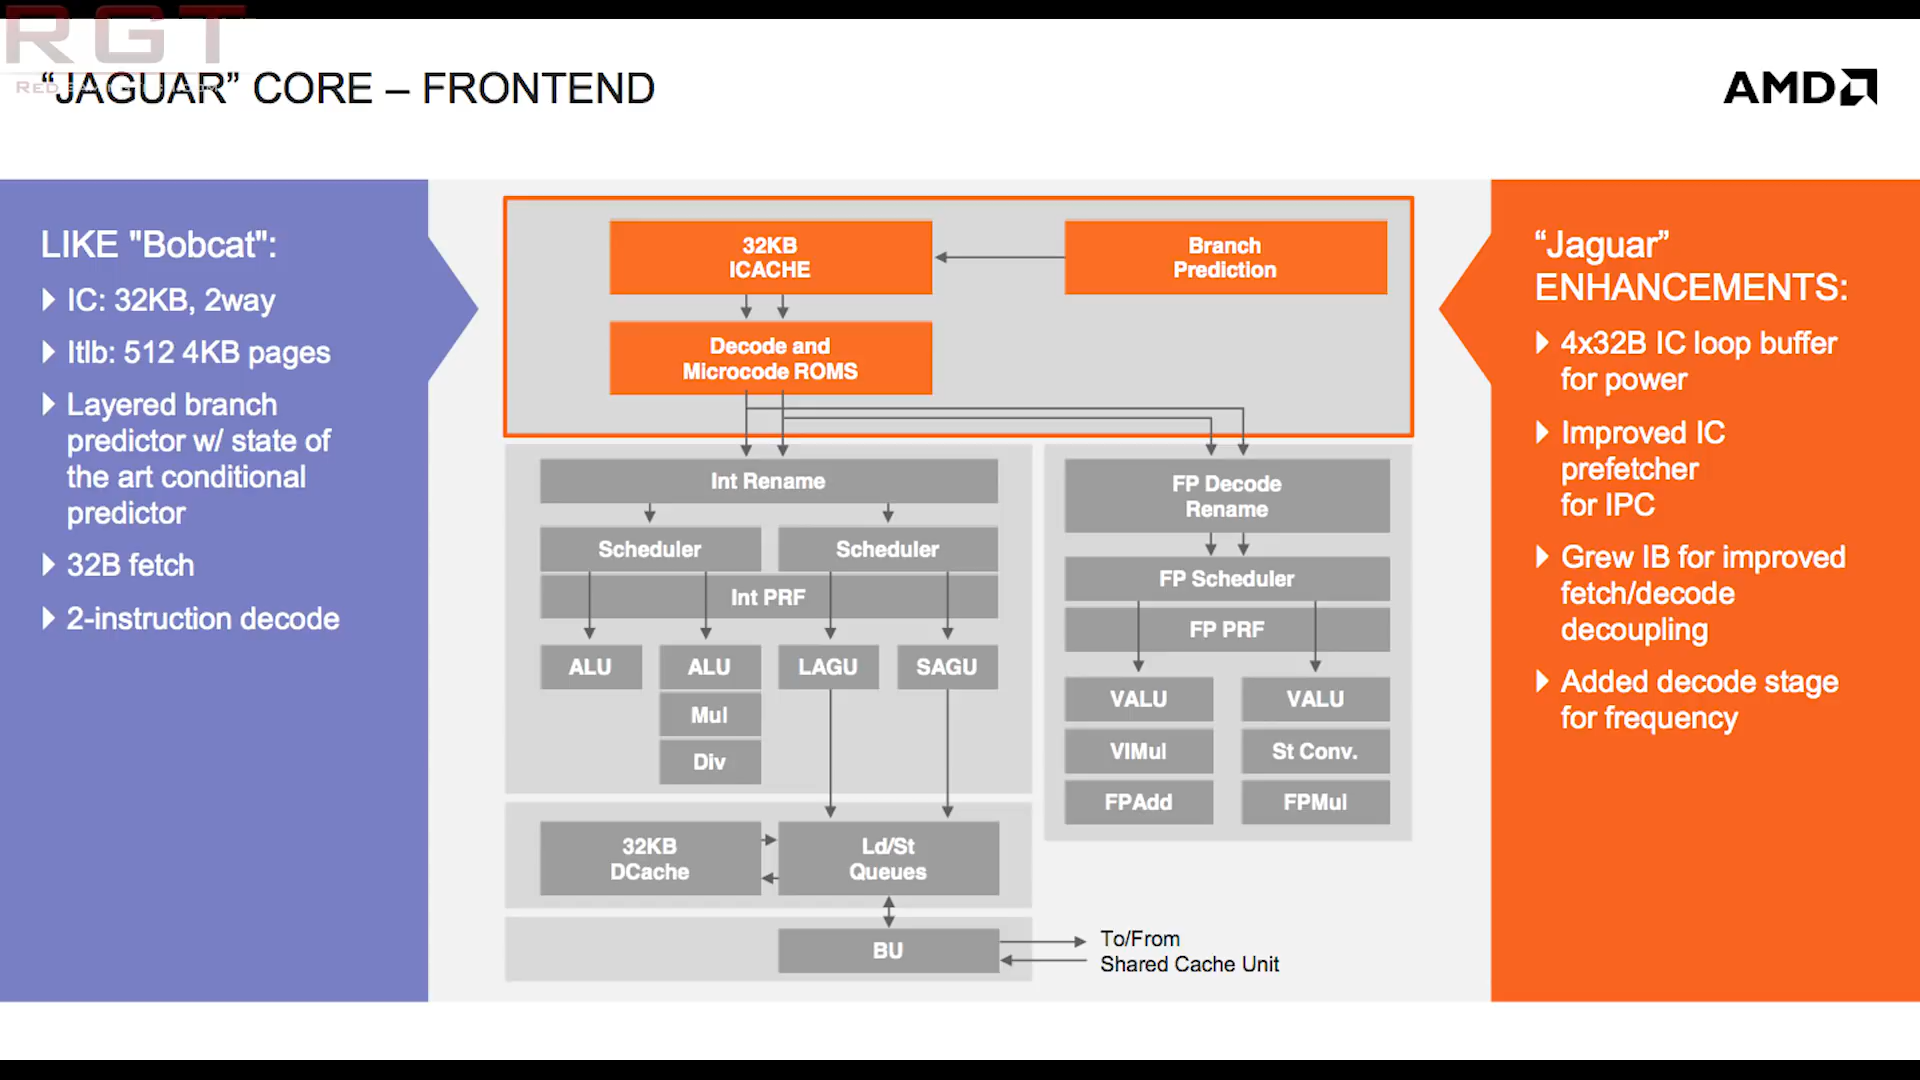 RGT
“JAGUAR” CORE – FRONTEND
AMD
LIKE "Bobcat":
IC: 32KB, 2way
Itlb: 512 4KB pages
Layered branch
predictor w/ state of
the art conditional
predictor
32B fetch
2-instruction decode
32KB
ICACHE
Branch
Prediction
Decode and
Microcode ROMS
Int Rename
Scheduler
Scheduler
Int PRF
ALU
ALU
LAGU
SAGU
Mul
Div
FP Decode
Rename
FP Scheduler
FP PRF
VALU
VALU
VIMul
St Conv.
FPAdd
FPMul
32KB
DCache
Ld/St
Queues
BU
To/From
Shared Cache Unit
“Jaguar”
ENHANCEMENTS:
4x32B IC loop buffer
for power
Improved IC
prefetcher
for IPC
Grew IB for improved
fetch/decode
decoupling
Added decode stage
for frequency